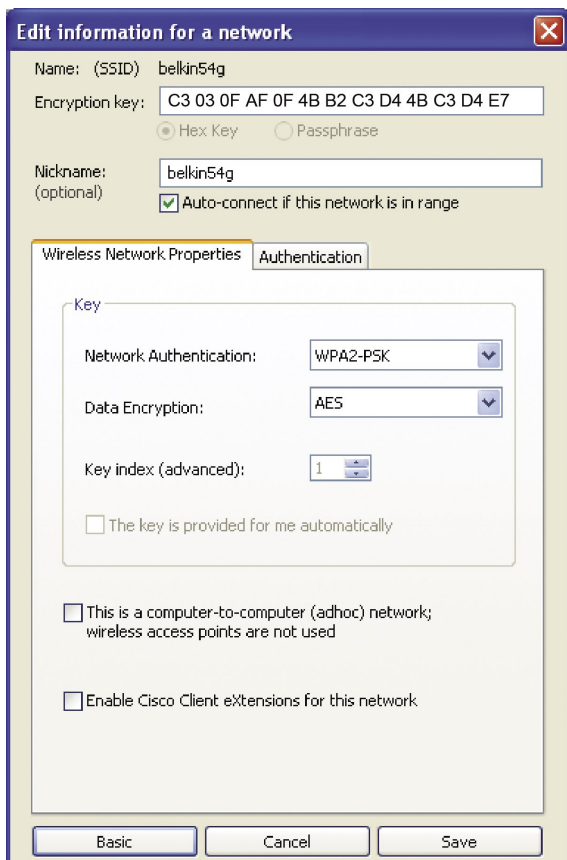 Edit information for a network
Name: (SSID) belkin54g
Encryption key: C3 03 0F AF 0F 4B B2 C3 D4 4B C3 D4 E7
Hex Key Passphrase
Nickname: belkin54g
(optional)
Auto-connect if this network is in range
Wireless Network Properties Authentication
Key
Network Authentication: WPA2-PSK
Data Encryption: AES
Key index (advanced): 1
The key is provided for me automatically
This is a computer-to-computer (adhoc) network;
wireless access points are not used
Enable Cisco Client eXtensions for this network
Basic Cancel Save